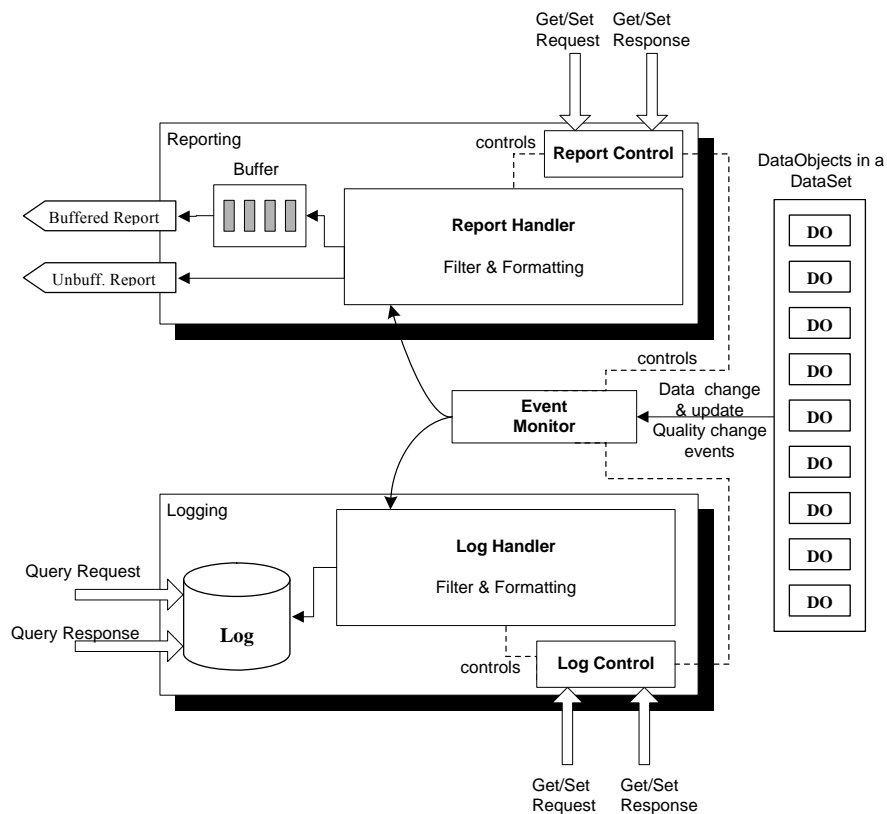 Get/Set
Request
Get/Set
Response
Reporting
controls
Report Control
DataObjects in a
DataSet
Buffer
Buffered Report
Unbuff. Report
Report Handler
Filter & Formatting
DO
DO
DO
DO
DO
DO
DO
DO
DO
controls
Event
Monitor
Data change
& update
Quality change
events
Logging
Log Handler
Filter & Formatting
Query Request
Query Response
Log
controls
Log Control
Get/Set
Request
Get/Set
Response